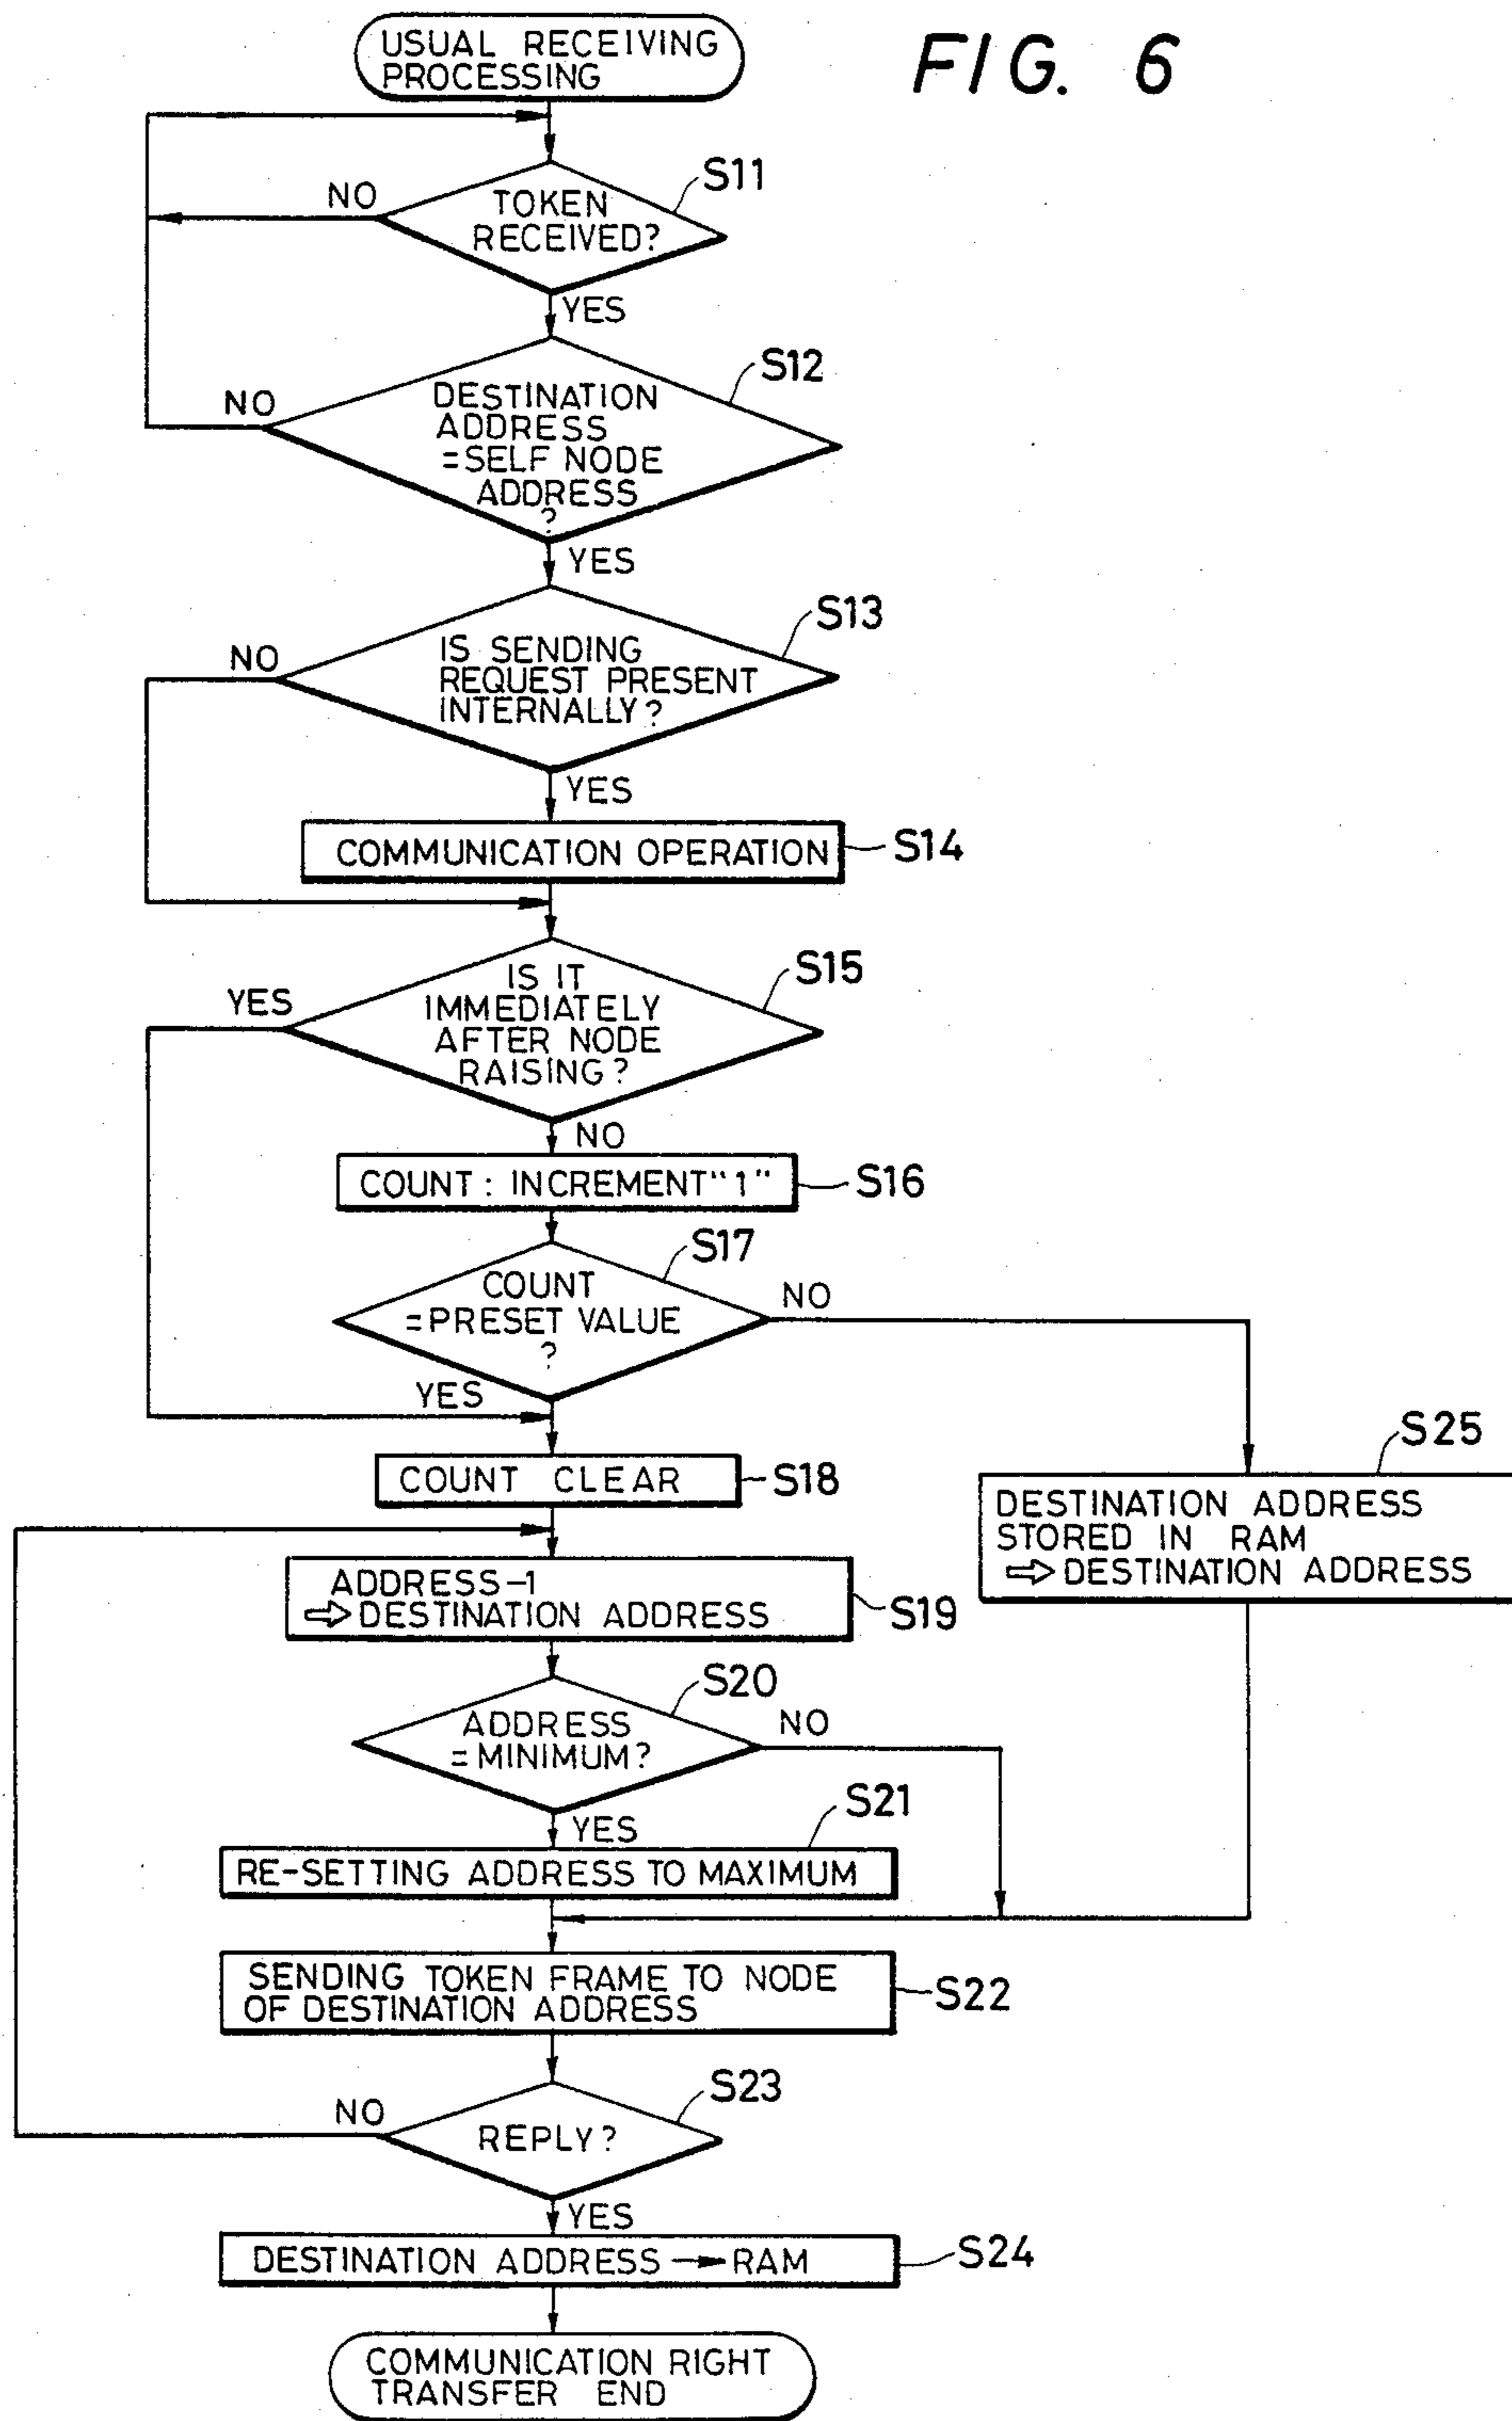 USUAL RECEIVING
PROCESSING
FIG. 6
S11
NO
TOKEN
RECEIVED?
YES
S12
NO
DESTINATION
ADDRESS
=SELF NODE
ADDRESS
?
YES
S13
NO
IS SENDING
REQUEST PRESENT
INTERNALLY?
YES
COMMUNICATION OPERATION
S14
S15
YES
IS IT
IMMEDIATELY
AFTER NODE
RAISING?
NO
COUNT: INCREMENT "1"
S16
S17
COUNT
=PRESET VALUE
?
NO
YES
COUNT CLEAR
S18
S25
DESTINATION ADDRESS
STORED IN RAM
⇨ DESTINATION ADDRESS
ADDRESS-1
⇨ DESTINATION ADDRESS
S19
S20
ADDRESS
=MINIMUM?
NO
YES
S21
RE-SETTING ADDRESS TO MAXIMUM
SENDING TOKEN FRAME TO NODE
OF DESTINATION ADDRESS
S22
S23
NO
REPLY?
YES
DESTINATION ADDRESS → RAM
S24
COMMUNICATION RIGHT
TRANSFER END